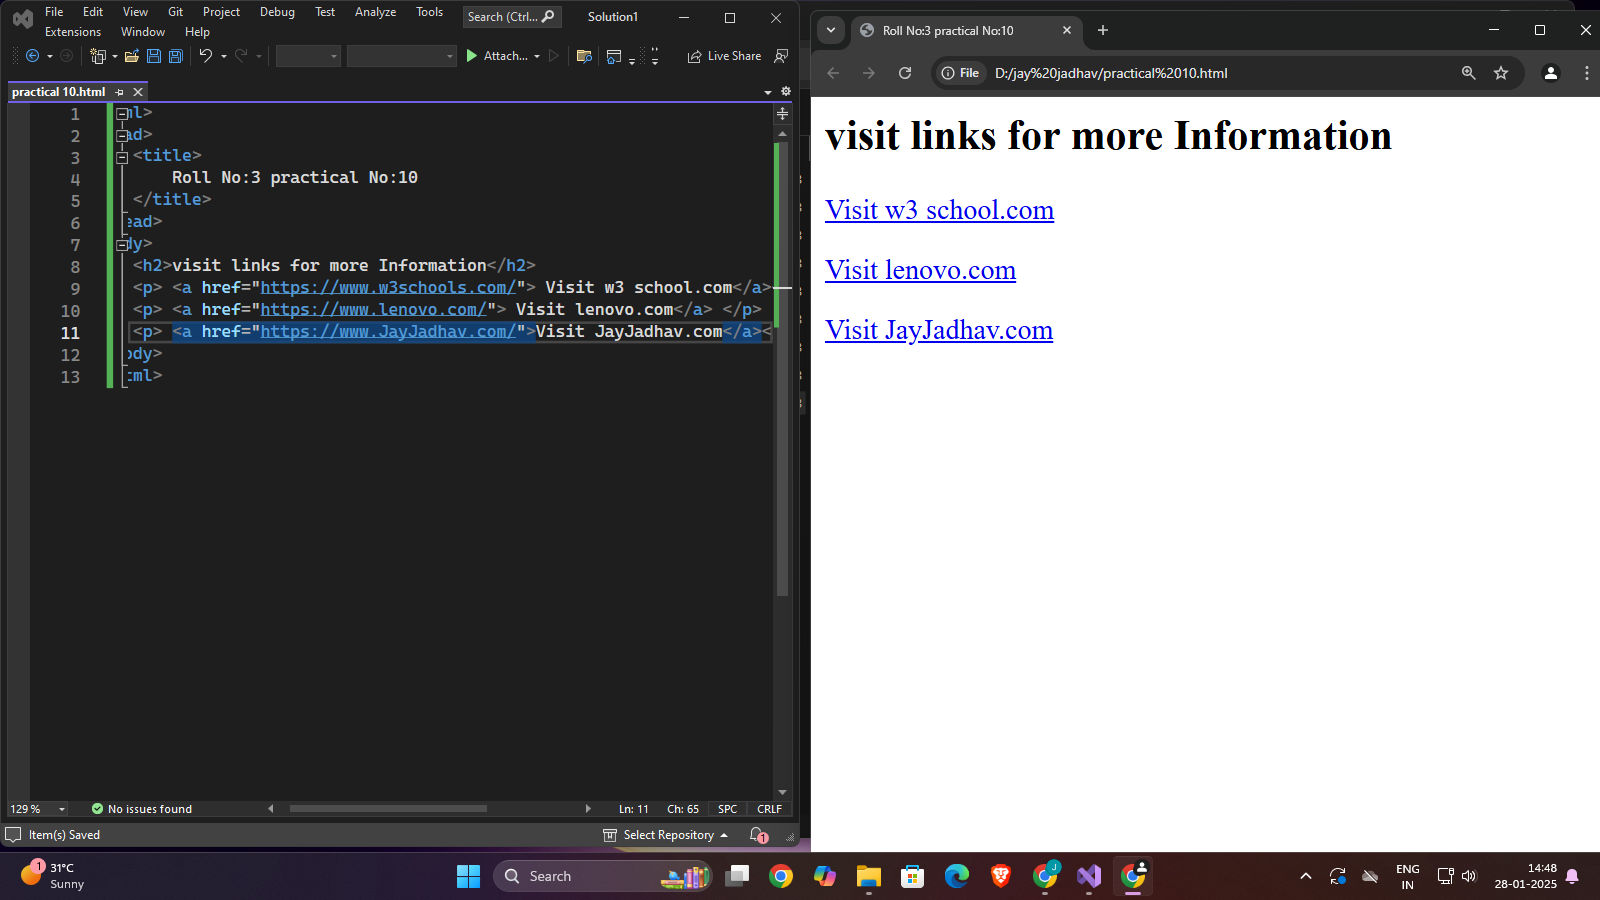 File Edit View Git Project Debug Test Analyze Tools Search (Ctrl... Solution1
Extensions Window Help
Attach... Live Share
practical 10.html
1 ml>
2 ad>
3 <title>
4 Roll No:3 practical No:10
5 </title>
6 ead>
7 dy>
8 <h2>visit links for more Information</h2>
9 <p> <a href="https://www.w3schools.com/"> Visit w3 school.com</a>
10 <p> <a href="https://www.lenovo.com/"> Visit lenovo.com</a> </p>
11 <p> <a href="https://www.JayJadhav.com/">Visit JayJadhav.com</a><
12 ody>
13 tml>
129 % No issues found Ln: 11 Ch: 65 SPC CRLF
Item(s) Saved Select Repository 1
Roll No:3 practical No:10
File D:/jay%20jadhav/practical%2010.html
visit links for more Information
Visit w3 school.com
Visit lenovo.com
Visit JayJadhav.com
1 31°C
Sunny
Search
J
ENG
IN
14:48
28-01-2025